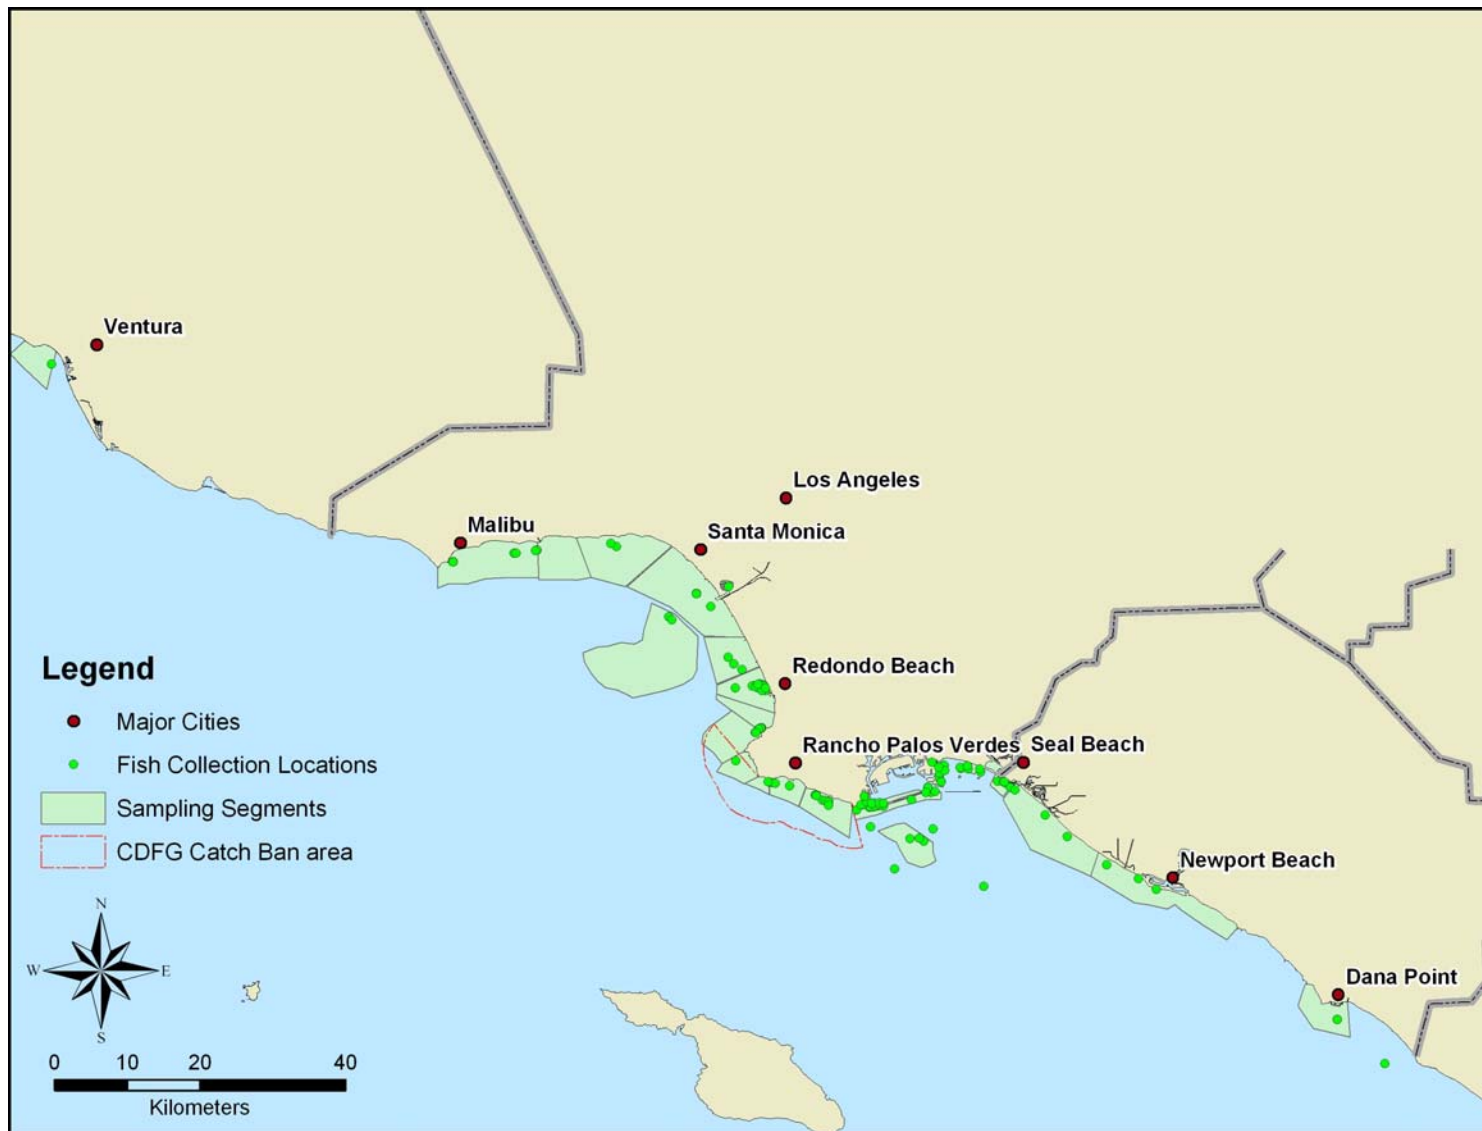 Ventura
Los Angeles
Malibu
Santa Monica
Redondo Beach
Rancho Palos Verdes
Seal Beach
Newport Beach
Dana Point
Legend
Major Cities
Fish Collection Locations
Sampling Segments
CDFG Catch Ban area
N
W E
S
0 10 20 40
Kilometers